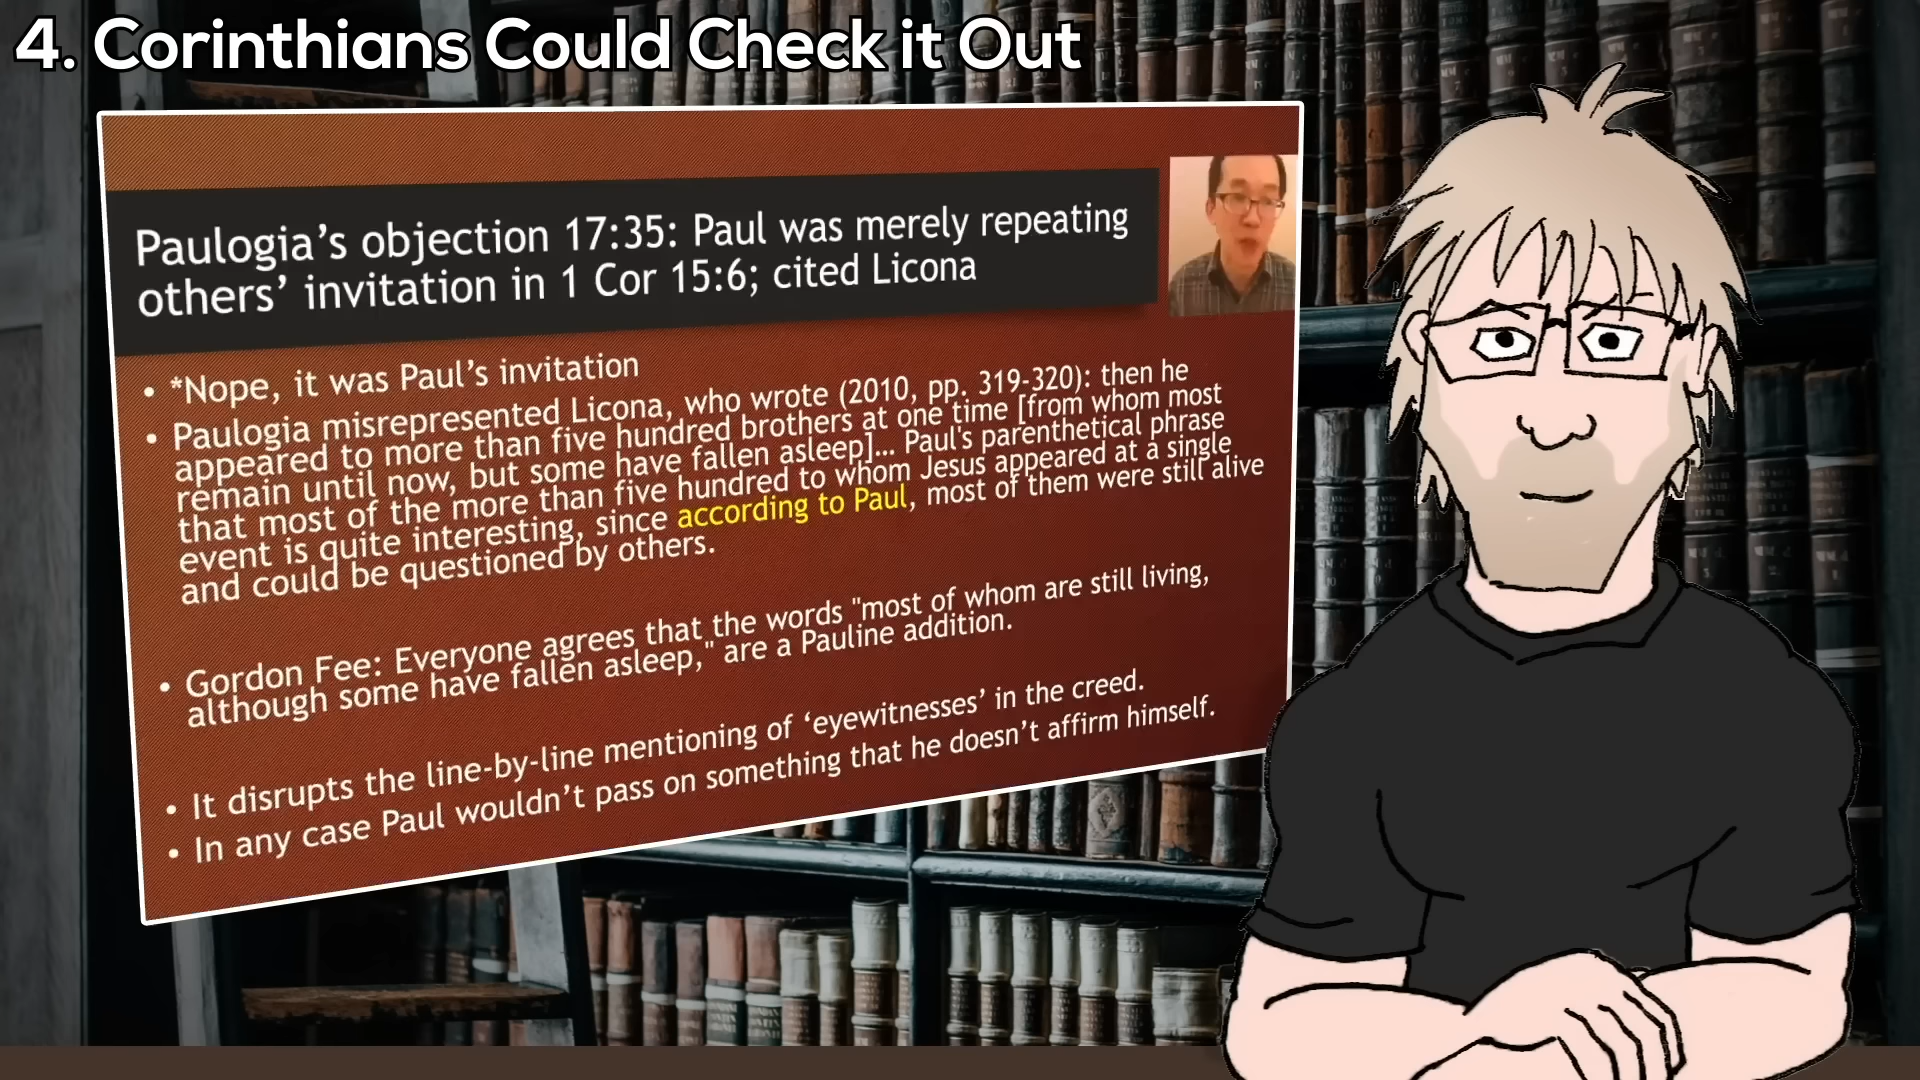 4. Corinthians Could Check it Out
Paulogia's objection 17:35: Paul was merely repeating
others' invitation in 1 Cor 15:6; cited Licona
• *Nope, it was Paul's invitation
• Paulogia misrepresented Licona, who wrote (2010, pp. 319-320): then he
appeared to more than five hundred brothers at one time [from whom most
remain until now, but some have fallen asleep]... Paul's parenthetical phrase
that most of the more than five hundred to whom Jesus appeared at a single
event is quite interesting, since according to Paul, most of them were still alive
and could be questioned by others.
• Gordon Fee: Everyone agrees that the words "most of whom are still living,
although some have fallen asleep," are a Pauline addition.
• It disrupts the line-by-line mentioning of 'eyewitnesses' in the creed.
• In any case Paul wouldn't pass on something that he doesn't affirm himself.